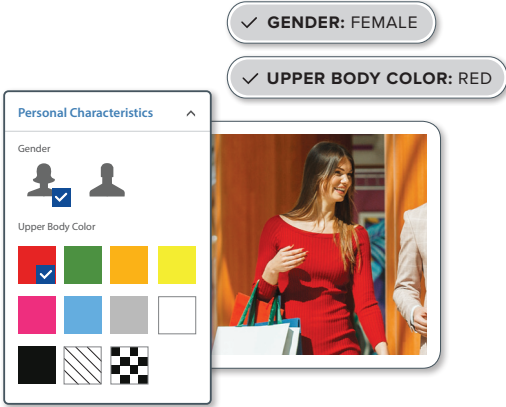 GENDER: FEMALE
UPPER BODY COLOR: RED
Personal Characteristics
Gender
Upper Body Color